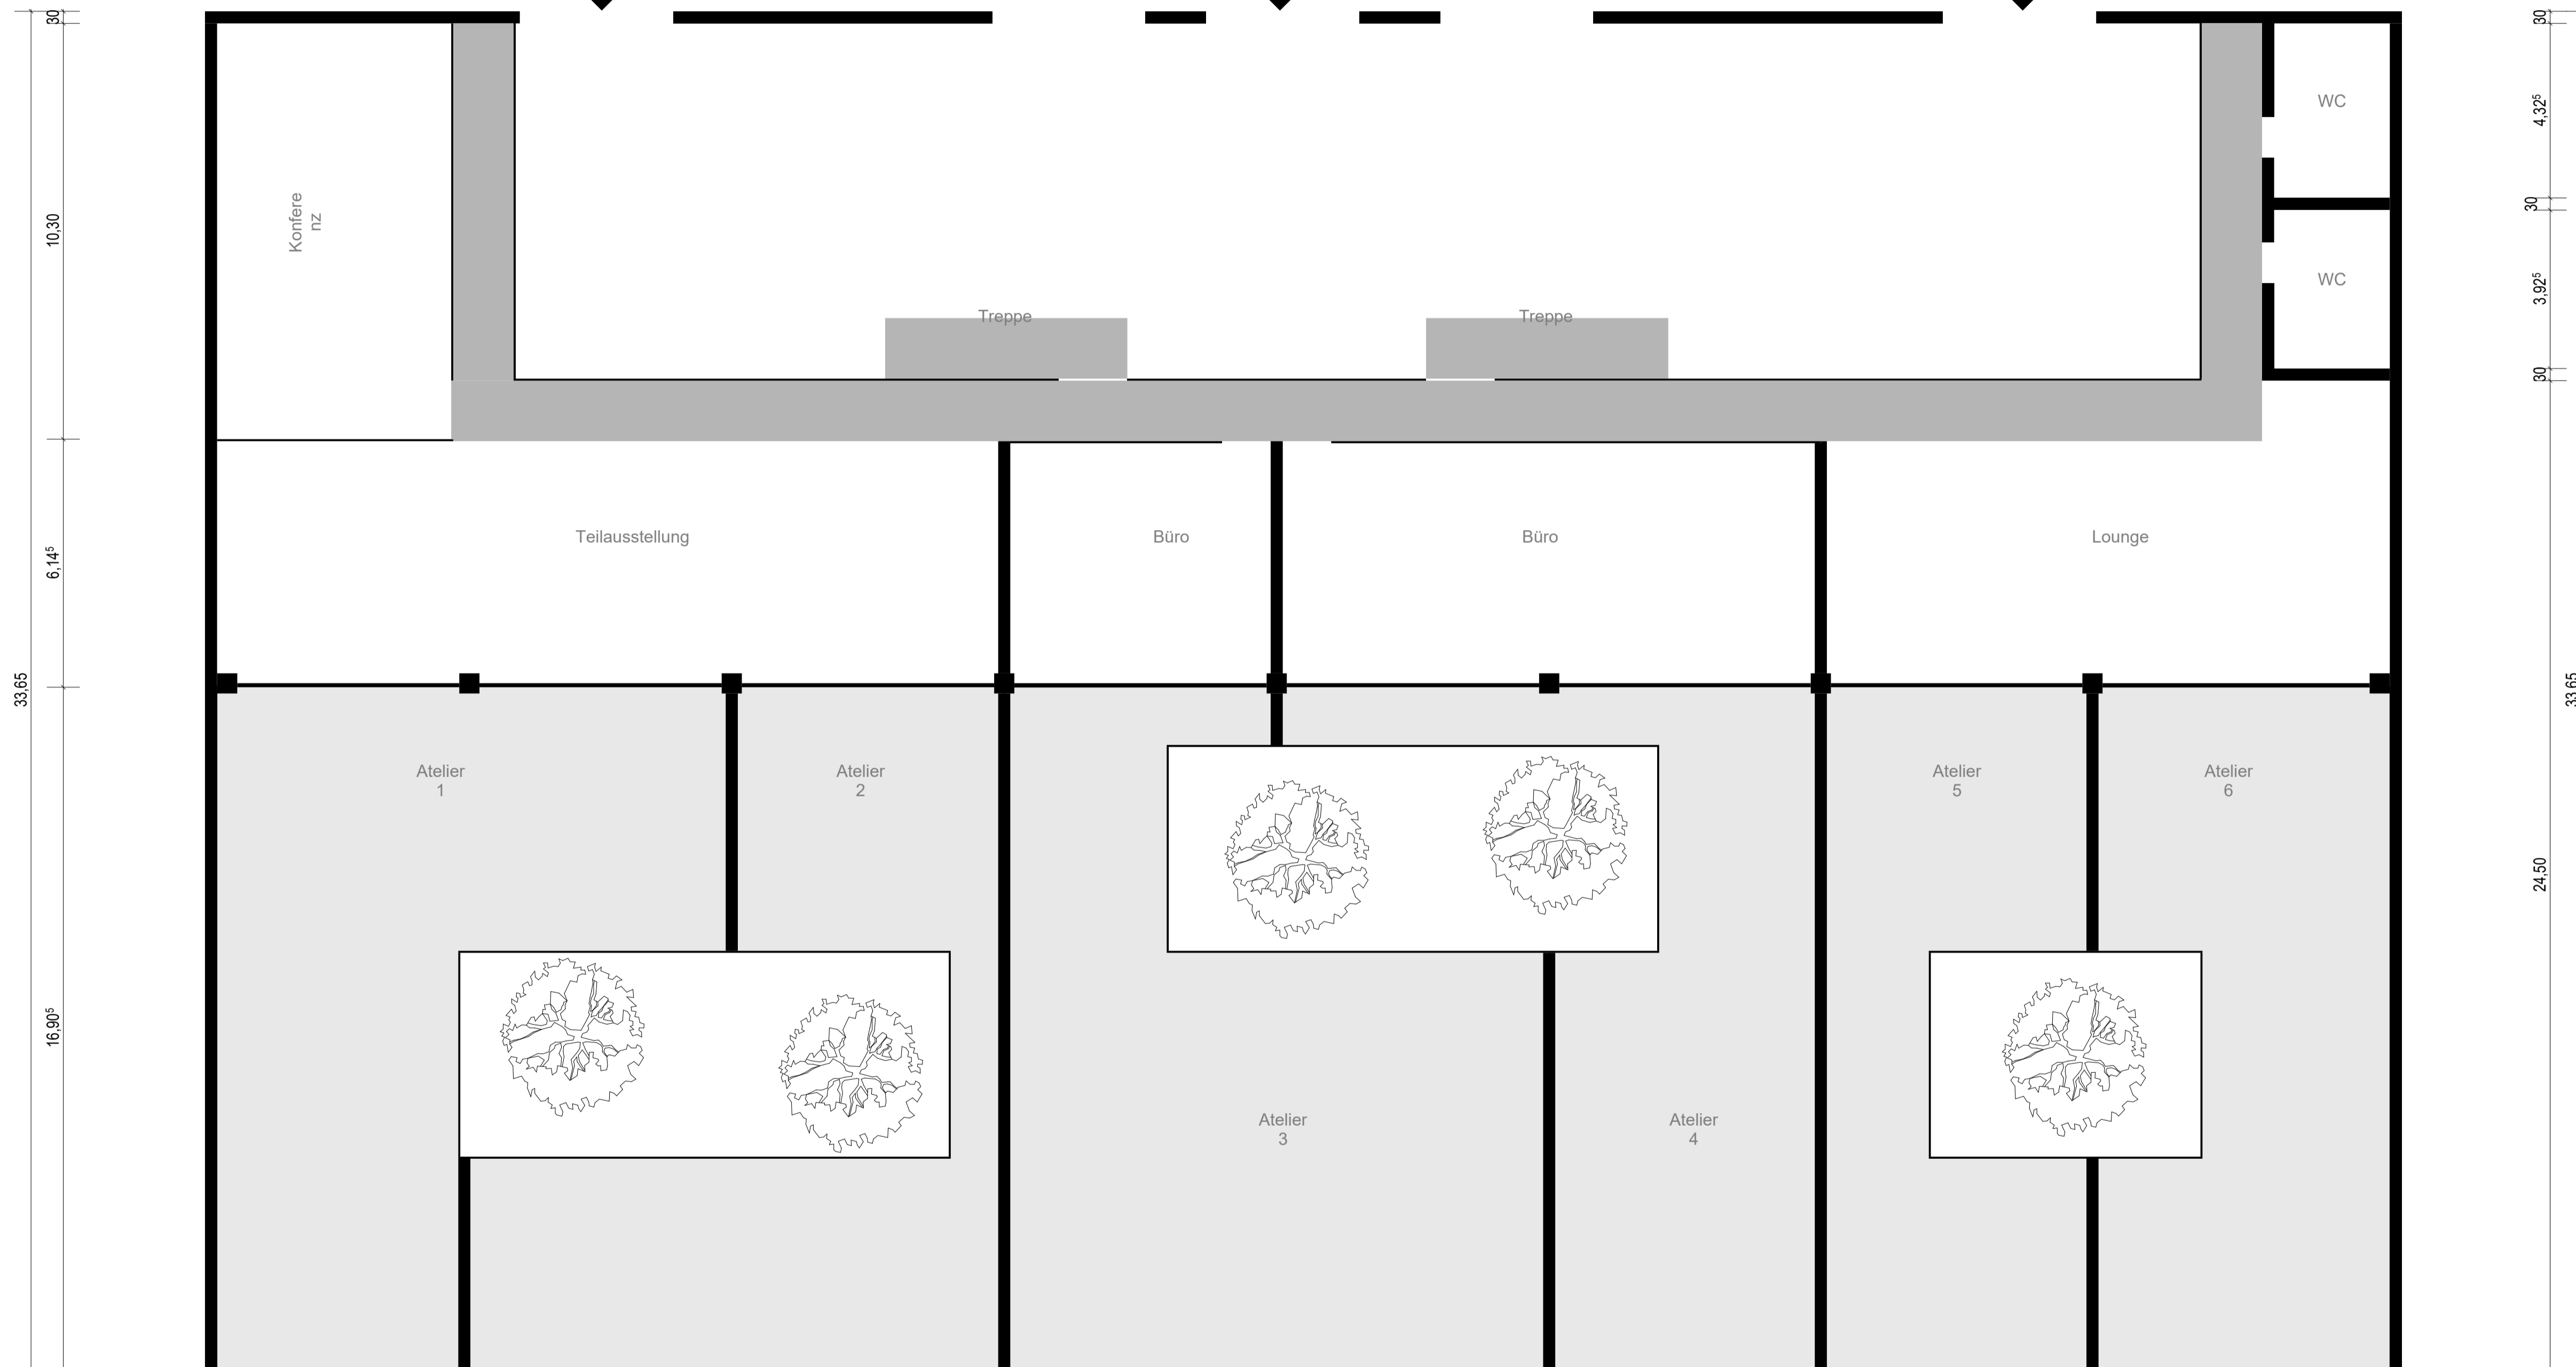 30
30
WC
4,32⁵
Konfere
nz
30
10,30
WC
3,92⁵
Treppe
Treppe
30
Teilausstellung
Büro
Büro
Lounge
6,14⁵
33,65
33,65
Atelier
1
Atelier
2
Atelier
5
Atelier
6
24,50
16,90⁵
Atelier
3
Atelier
4